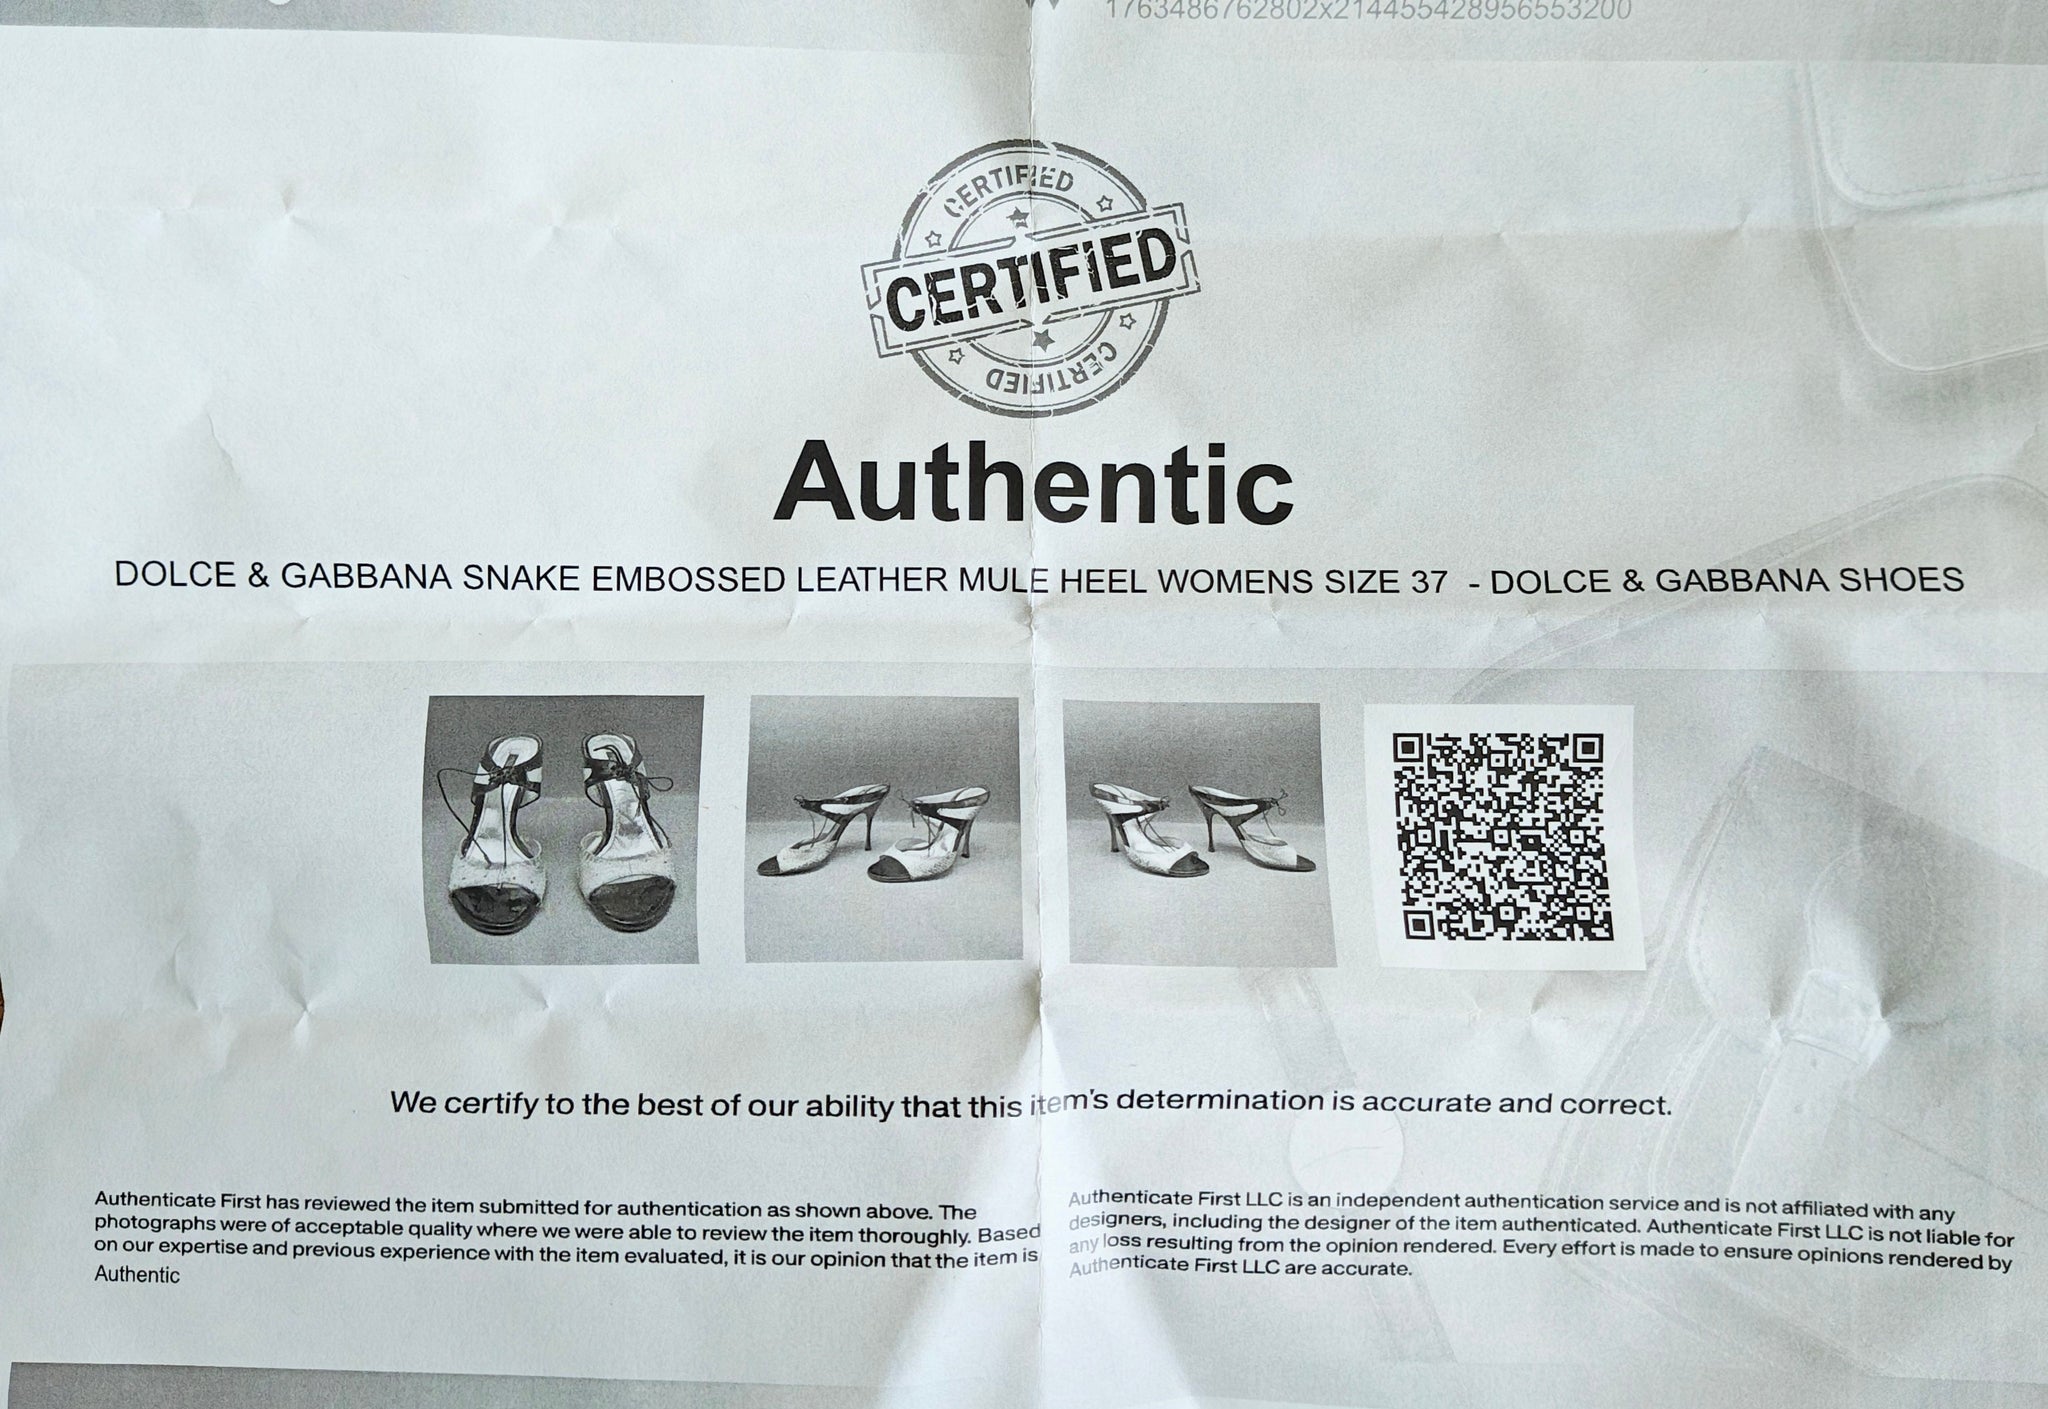 1763486762802x214455428956553200
CERTIFIED
CERTIFIED
CERTIFIED
Authentic
DOLCE & GABBANA SNAKE EMBOSSED LEATHER MULE HEEL WOMENS SIZE 37 - DOLCE & GABBANA SHOES
We certify to the best of our ability that this item's determination is accurate and correct.
Authenticate First has reviewed the item submitted for authentication as shown above. The
photographs were of acceptable quality where we were able to review the item thoroughly. Based
on our expertise and previous experience with the item evaluated, it is our opinion that the item is
Authentic
Authenticate First LLC is an independent authentication service and is not affiliated with any
designers, including the designer of the item authenticated. Authenticate First LLC is not liable for
any loss resulting from the opinion rendered. Every effort is made to ensure opinions rendered by
Authenticate First LLC are accurate.